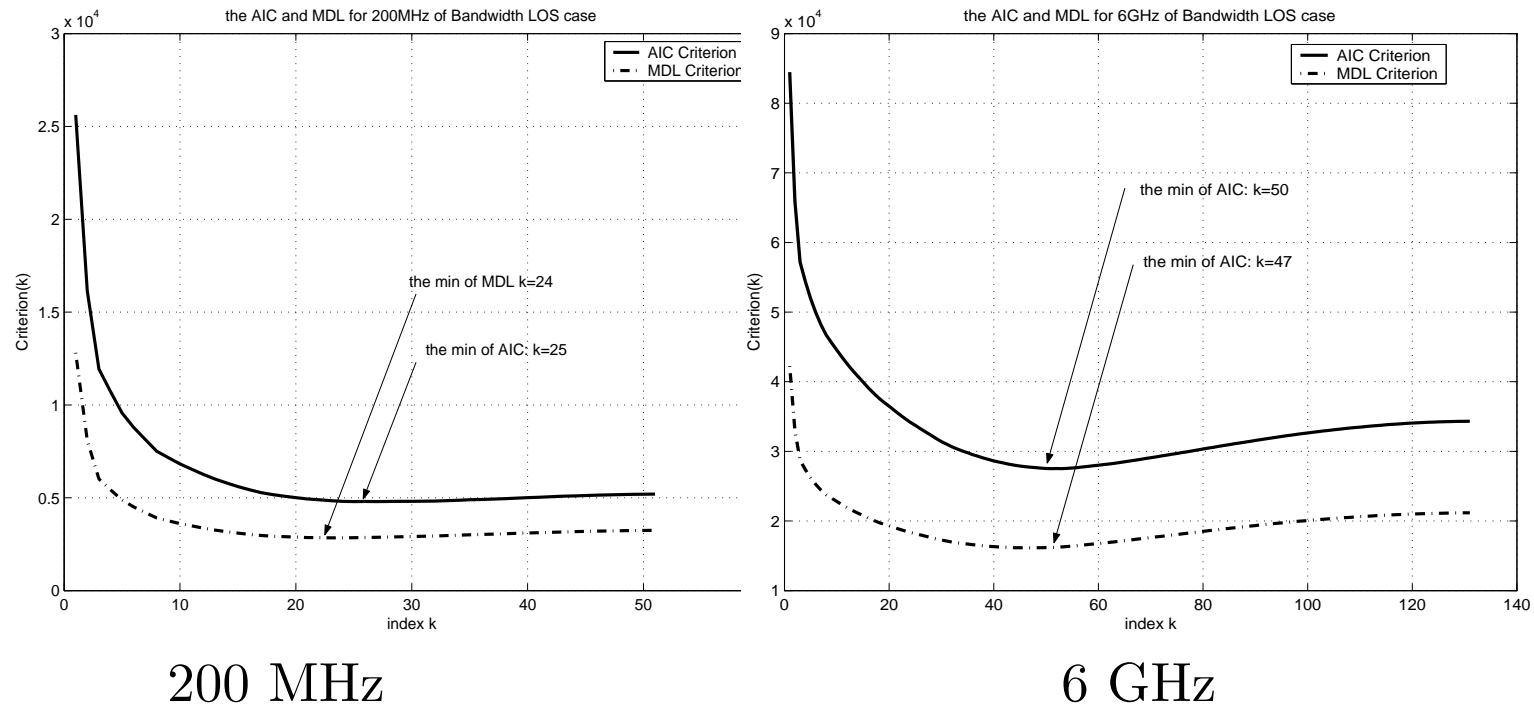 the AIC and MDL for 200MHz of Bandwidth LOS case
x 10^4
3
2.5
2
1.5
1
0.5
0
Criterion(k)
AIC Criterion
MDL Criterion
the min of MDL k=24
the min of AIC: k=25
0 10 20 30 40 50
index k
200 MHz
the AIC and MDL for 6GHz of Bandwidth LOS case
x 10^4
9
8
7
6
5
4
3
2
1
Criterion(k)
AIC Criterion
MDL Criterion
the min of AIC: k=50
the min of AIC: k=47
0 20 40 60 80 100 120 140
index k
6 GHz